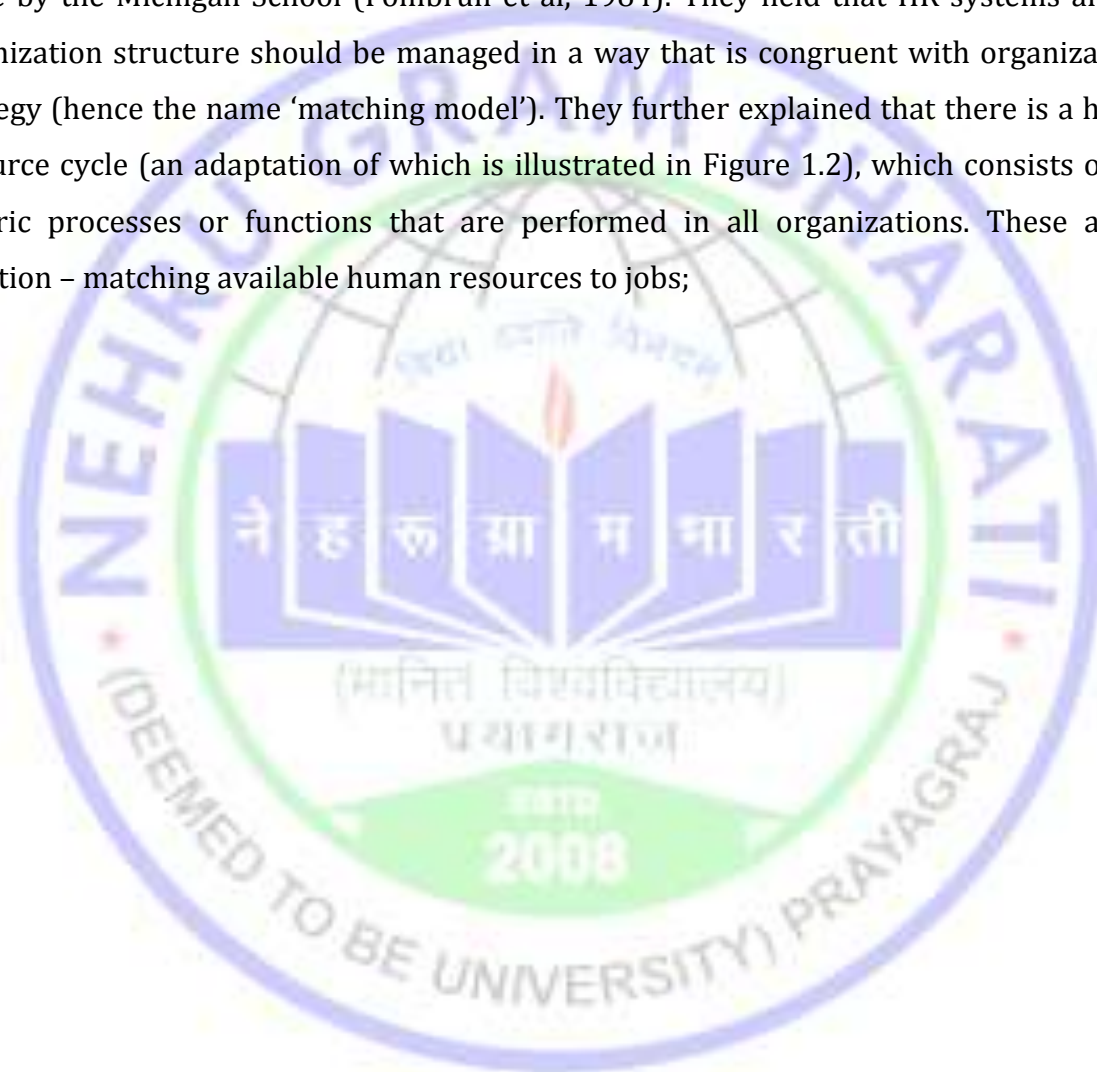 by the Michigan School (Fombrun et al, 1984). They held that HR systems
nization structure should be managed in a way that is congruent with organiza
egy (hence the name ‘matching model’). They further explained that there is a h
urce cycle (an adaptation of which is illustrated in Figure 1.2), which consists o
ric processes or functions that are performed in all organizations. These a
tion – matching available human resources to jobs;
NEHRU GRAM BHARATI
ने ह रू ग्रा म भा र ती
(मानित विश्वविद्यालय)
प्रयागराज
2008
(DEEMED TO BE UNIVERSITY) PRAYAGRAJ